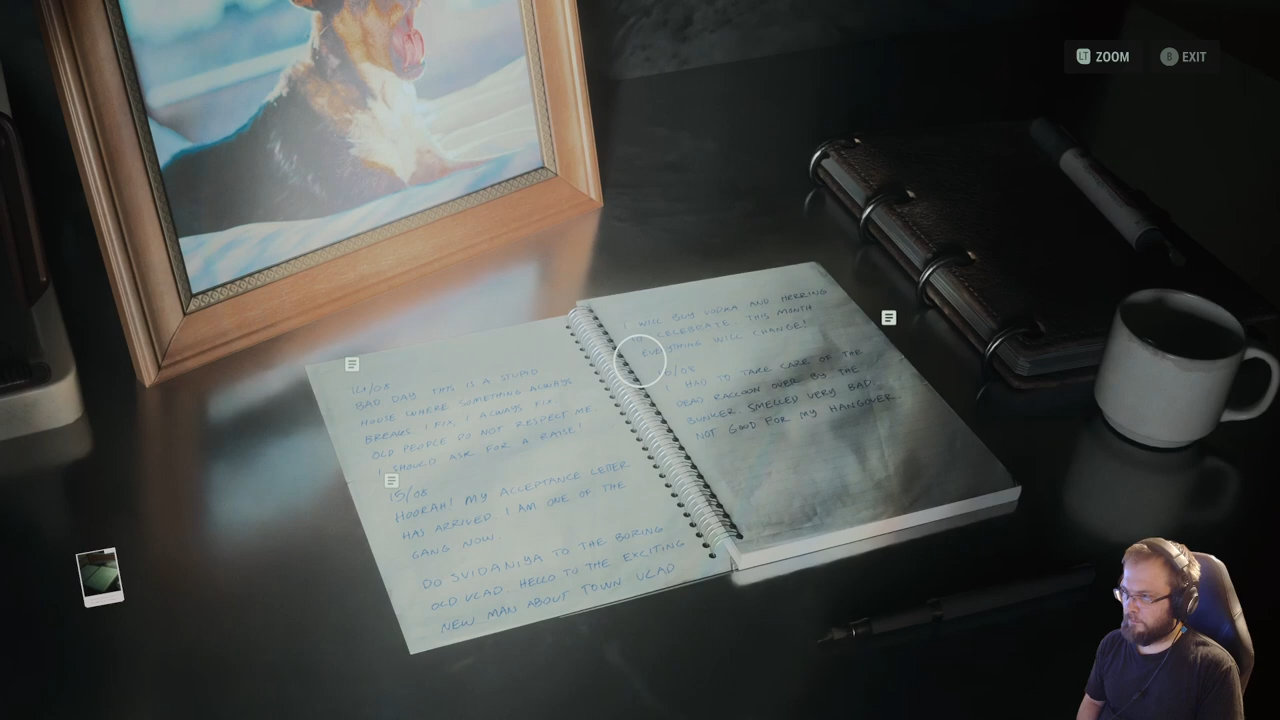 LT ZOOM
B EXIT
14/08
BAD DAY THIS IS A STUPID
HOUSE WHERE SOMETHING ALWAYS
BREAKS I FIX, I ALWAYS FIX.
OLD PEOPLE DO NOT RESPECT ME
I SHOULD ASK FOR A RAISE!
15/08
HOORAH! MY ACCEPTANCE LETTER
HAS ARRIVED I AM ONE OF THE
GANG NOW.
DO SVIDANIYA TO THE BORING
OLD VLAD HELLO TO THE EXCITING
NEW MAN ABOUT TOWN VLAD
I WILL BUY VODKA AND HERRING
TO CELEBRATE THIS MONTH
EVERYTHING WILL CHANGE!
/08
I HAD TO TAKE CARE OF THE
DEAD RACCOON OVER BY THE
BUNKER. SMELLED VERY BAD
NOT GOOD FOR MY HANGOVER.